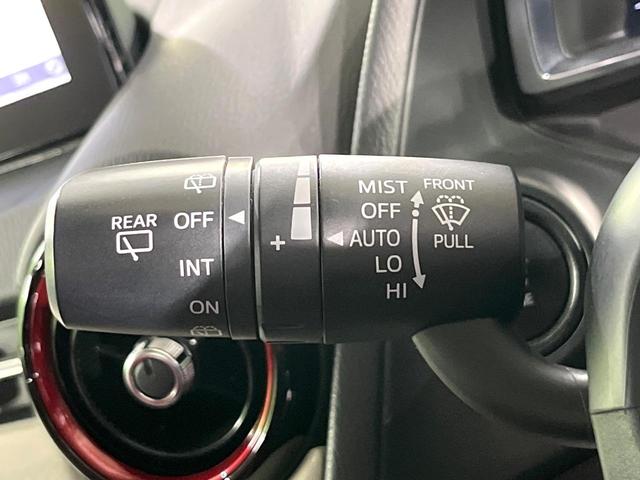 REAR
OFF
INT
ON
+
MIST
OFF
AUTO
LO
HI
FRONT
PULL